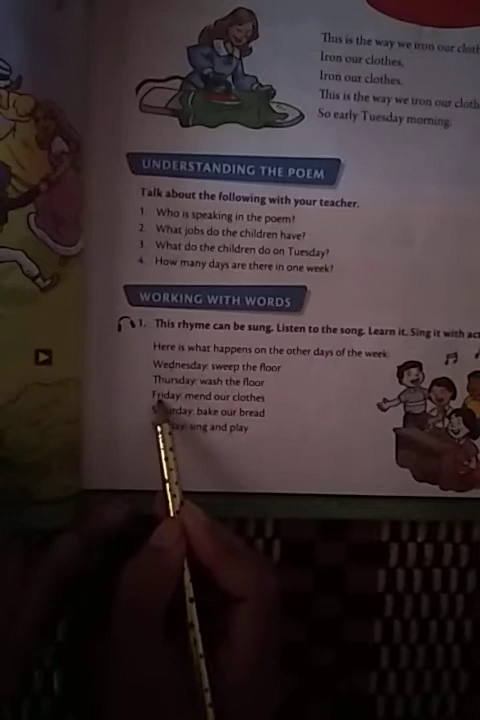 This is the way we iron our
Iron our clothes,
Iron our clothes.
This is the way we iron our
So early Tuesday morning.
UNDERSTANDING THE POEM
Talk about the following with your teacher.
1. Who is speaking in the poem?
2. What jobs do the children have?
3. What do the children do on Tuesday?
4. How many days are there in one week?
WORKING WITH WORDS
1. This rhyme can be sung. Listen to the song. Learn it. Sing it with
Here is what happens on the other days of the week
Wednesday: sweep the floor
Thursday: wash the floor
Friday: mend our clothes
bake our bread
sing and play